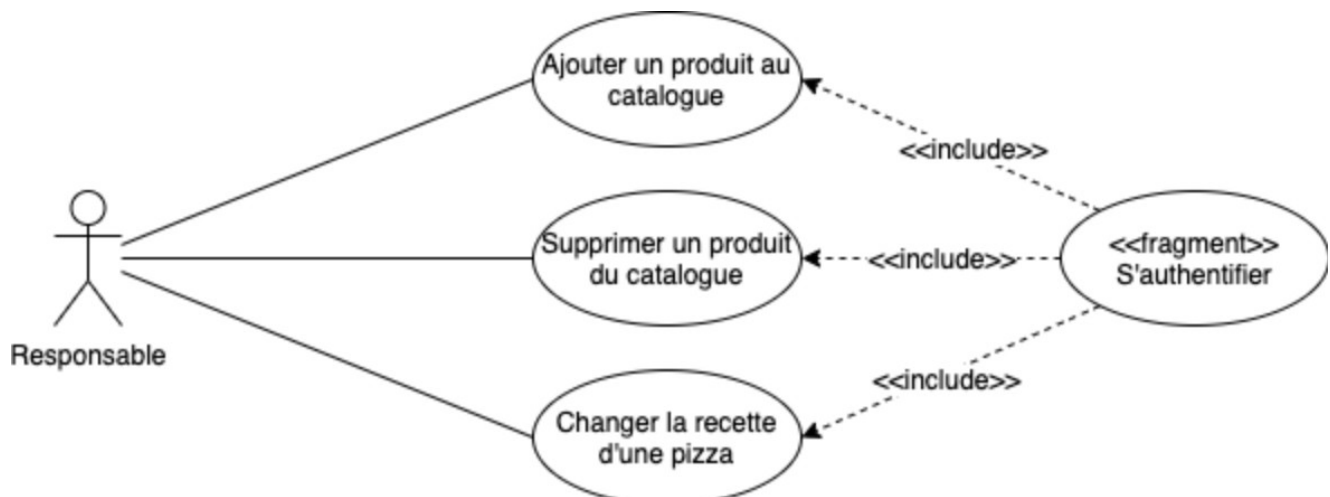 Ajouter un produit au
catalogue
<<include>>
Supprimer un produit
du catalogue
<<include>>
<<fragment>>
S'authentifier
Responsable
<<include>>
Changer la recette
d'une pizza